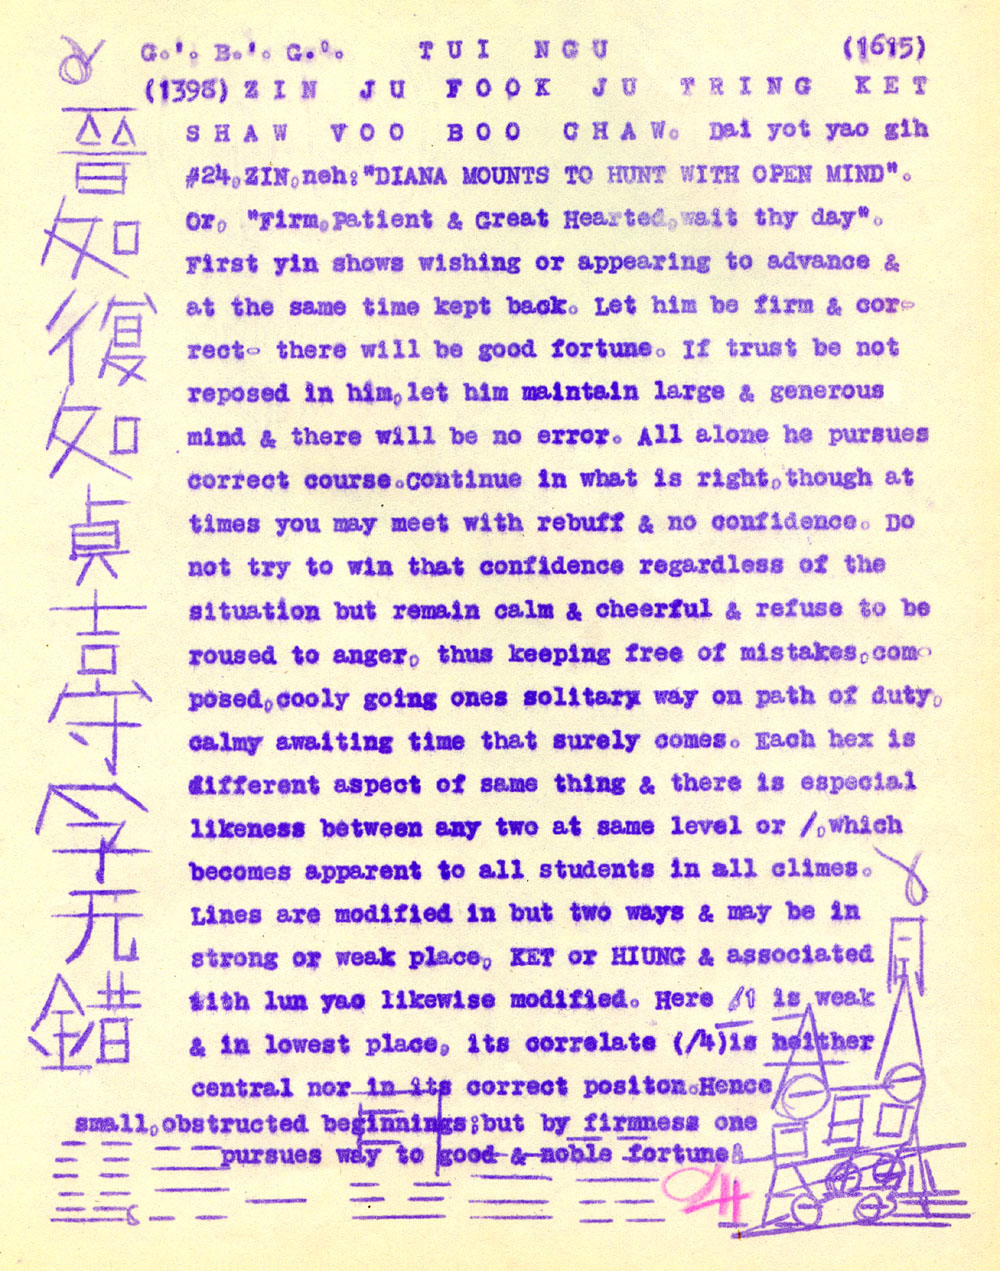 G.'. B.'. G.'. TUI NGU (1615)
(1398) ZIN JU FOOK JU TRING KET
SHAW VOO BOO CHAW. Dai yot yao gih
#24, ZIN, neh: "DIANA MOUNTS TO HUNT WITH OPEN MIND".
Or, "Firm, Patient & Great Hearted, wait thy day".
First yin shows wishing or appearing to advance &
at the same time kept back. Let him be firm & cor-
rect- there will be good fortune. If trust be not
reposed in him, let him maintain large & generous
mind & there will be no error. All alone he pursues
correct course. Continue in what is right, though at
times you may meet with rebuff & no confidence. Do
not try to win that confidence regardless of the
situation but remain calm & cheerful & refuse to be
roused to anger, thus keeping free of mistakes, com-
posed, cooly going ones solitary way on path of duty,
calmy awaiting time that surely comes. Each hex is
different aspect of same thing & there is especial
likeness between any two at same level or /, which
becomes apparent to all students in all climes.
Lines are modified in but two ways & may be in
strong or weak place, KET or HIUNG & associated
tith lun yao likewise modified. Here /1 is weak
& in lowest place, its correlate (/4) is heither
central nor in its correct positon. Hence
small, obstructed beginnings; but by firmness one
pursues way to good & noble fortune
晉
如
復
如
貞
吉
守
孚
元
錯
24